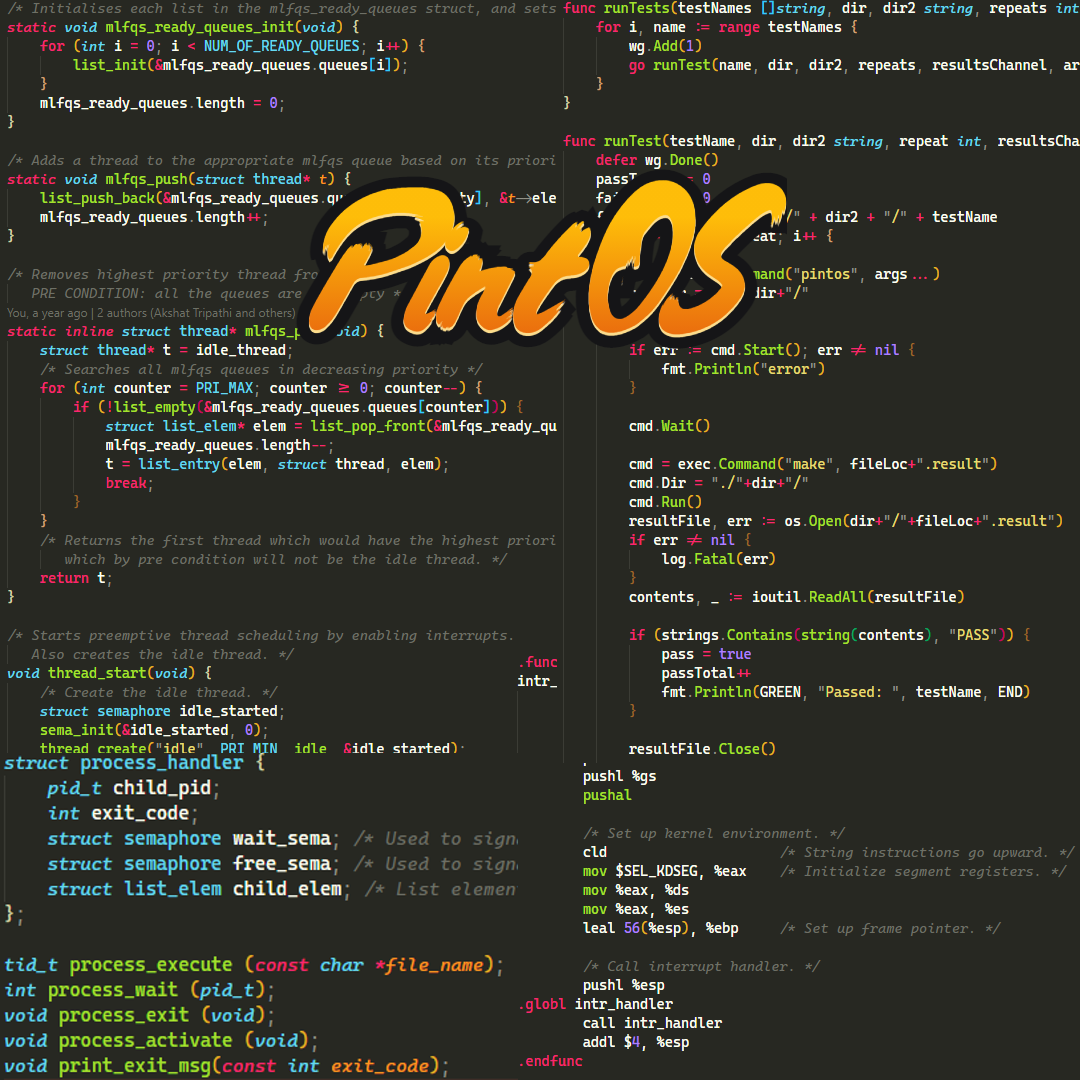 /* Initialises each list in the mlfqs_ready_queues struct, and sets
static void mlfqs_ready_queues_init(void) {
for (int i = 0; i < NUM_OF_READY_QUEUES; i++) {
list_init(&mlfqs_ready_queues.queues[i]);
}
mlfqs_ready_queues.length = 0;
}
/* Adds a thread to the appropriate mlfqs queue based on its priori
static void mlfqs_push(struct thread* t) {
list_push_back(&mlfqs_ready_queues.qu ty], &t->ele
mlfqs_ready_queues.length++;
}
/* Removes highest priority thread fro
PRE CONDITION: all the queues are
You, a year ago | 2 authors (Akshat Tripathi and others)
static inline struct thread* mlfqs_p void) {
struct thread* t = idle_thread;
/* Searches all mlfqs queues in decreasing priority */
for (int counter = PRI_MAX; counter ≥ 0; counter--) {
if (!list_empty(&mlfqs_ready_queues.queues[counter])) {
struct list_elem* elem = list_pop_front(&mlfqs_ready_qu
mlfqs_ready_queues.length--;
t = list_entry(elem, struct thread, elem);
break;
}
}
/* Returns the first thread which would have the highest priori
which by pre condition will not be the idle thread. */
return t;
}
/* Starts preemptive thread scheduling by enabling interrupts.
Also creates the idle thread. */
void thread_start(void) {
/* Create the idle thread. */
struct semaphore idle_started;
sema_init(&idle_started, 0);
thread_create("idle", PRI_MIN, idle, &idle_started);
func runTests(testNames []string, dir, dir2 string, repeats int
for i, name := range testNames {
wg.Add(1)
go runTest(name, dir, dir2, repeats, resultsChannel, ar
}
}
func runTest(testName, dir, dir2 string, repeat int, resultsCha
defer wg.Done()
passT = 0
fa 0
/" + dir2 + "/" + testName
eat; i++ {
mand("pintos", args...)
dir+"/"
if err := cmd.Start(); err ≠ nil {
fmt.Println("error")
}
cmd.Wait()
cmd = exec.Command("make", fileLoc+".result")
cmd.Dir = "./"+dir+"/"
cmd.Run()
resultFile, err := os.Open(dir+"/"+fileLoc+".result")
if err ≠ nil {
log.Fatal(err)
}
contents, _ := ioutil.ReadAll(resultFile)
if (strings.Contains(string(contents), "PASS")) {
pass = true
passTotal++
fmt.Println(GREEN, "Passed: ", testName, END)
}
resultFile.Close()
PintOS
struct process_handler {
pid_t child_pid;
int exit_code;
struct semaphore wait_sema; /* Used to sign
struct semaphore free_sema; /* Used to sign
struct list_elem child_elem; /* List elemen
};
tid_t process_execute (const char *file_name);
int process_wait (pid_t);
void process_exit (void);
void process_activate (void);
void print_exit_msg(const int exit_code);
.func
intr_
pushl %gs
pushal
/* Set up kernel environment. */
cld /* String instructions go upward. */
mov $SEL_KDSEG, %eax /* Initialize segment registers. */
mov %eax, %ds
mov %eax, %es
leal 56(%esp), %ebp /* Set up frame pointer. */
/* Call interrupt handler. */
pushl %esp
.globl intr_handler
call intr_handler
addl $4, %esp
.endfunc